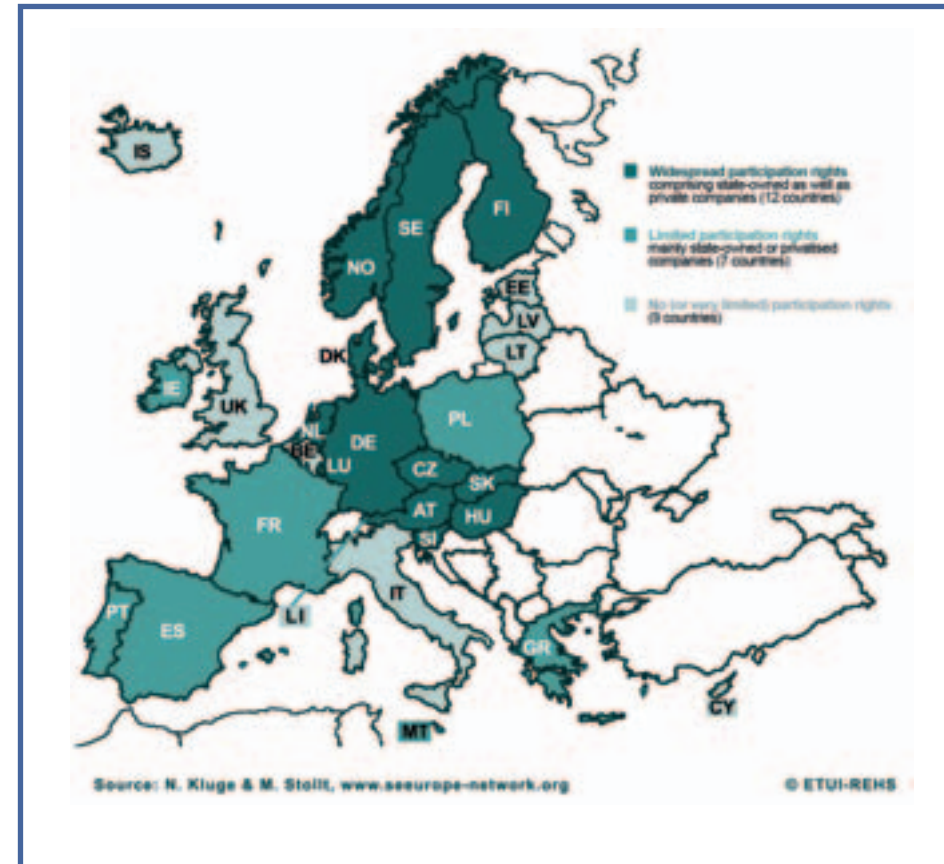 IS
Widespread participation rights
comprising state-owned as well as
private companies (12 countries)
FI
SE
Limited participation rights
mainly state-owned or privatised
companies (7 countries)
NO
EE
No (or very limited) participation rights
(9 countries)
LV
LT
DK
IE
UK
PL
NL
DE
BE
LU
CZ
SK
AT
HU
FR
SI
IT
PT
LI
ES
GR
CY
MT
Source: N. Kluge & M. Stollt, www.seeurope-network.org
© ETUI-REHS